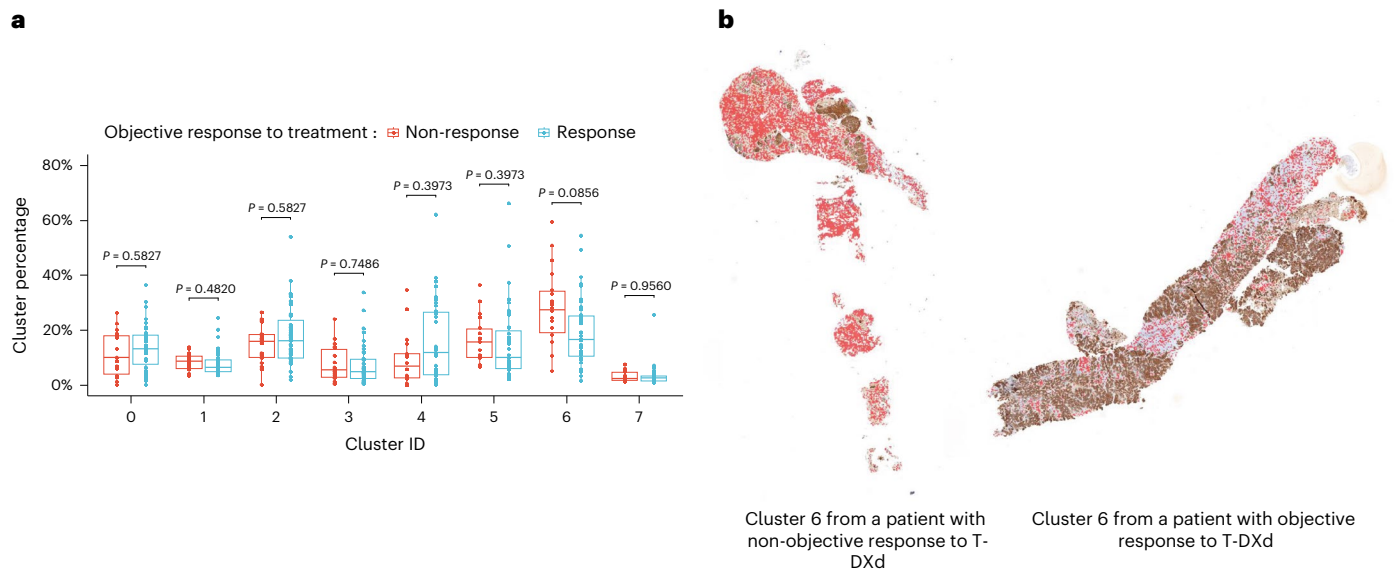 a
b
Objective response to treatment : Non-response Response
Cluster percentage
80%
60%
40%
20%
0%
P = 0.5827
P = 0.4820
P = 0.5827
P = 0.7486
P = 0.3973
P = 0.3973
P = 0.0856
P = 0.9560
0 1 2 3 4 5 6 7
Cluster ID
Cluster 6 from a patient with
non-objective response to T-
DXd
Cluster 6 from a patient with objective
response to T-DXd